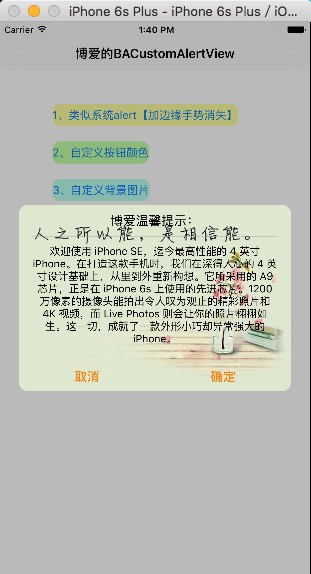 iPhone 6s Plus - iPhone 6s Plus / iO...
Carrier 1:40 PM
博爱的BACustomAlertView
1、类似系统alert【加边缘手势消失】
2、自定义按钮颜色
3、自定义背景图片
博爱温馨提示：
人之所以能，是相信能。
欢迎使用 iPhone SE，迄今最高性能的 4 英寸
iPhone。在打造这款手机时，我们在深得人心的 4 英
寸设计基础上，从里到外重新构想。它所采用的 A9
芯片，正是在 iPhone 6s 上使用的先进芯片。1200
万像素的摄像头能拍出令人叹为观止的精彩照片和
4K 视频，而 Live Photos 则会让你的照片栩栩如
生。这一切，成就了一款外形小巧却异常强大的
iPhone。
取消 确定